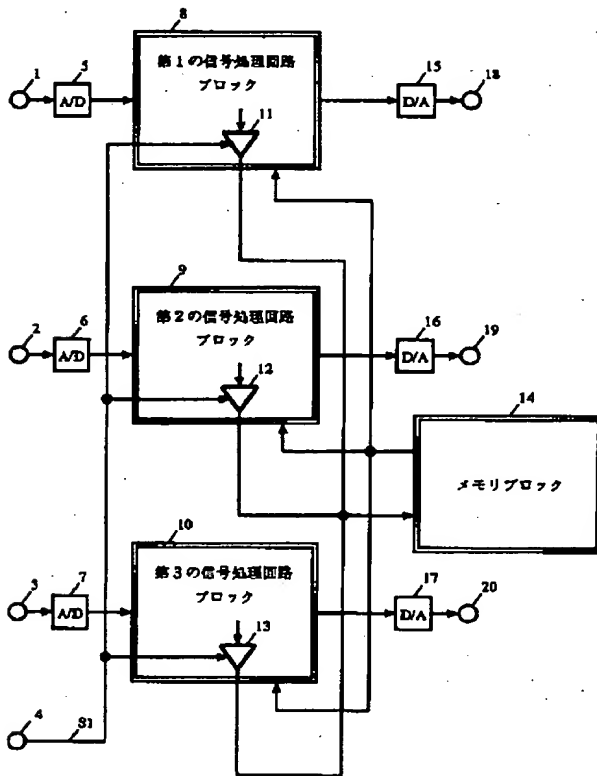 8
第1の信号処理回路
ブロック
1
5
A/D
11
15
D/A
18
9
第2の信号処理回路
ブロック
2
6
A/D
12
16
D/A
19
14
メモリブロック
10
第3の信号処理回路
ブロック
3
7
A/D
13
17
D/A
20
4
S1